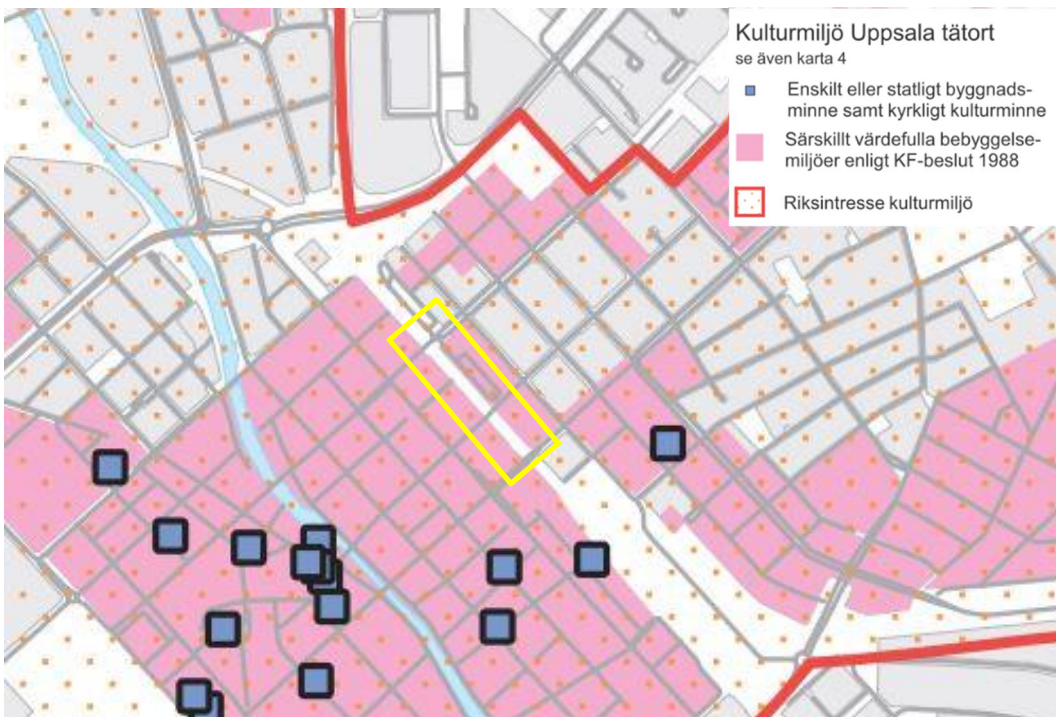 Kulturmiljö Uppsala tätort
se även karta 4
Enskilt eller statligt byggnads-
minne samt kyrkligt kulturminne
Särskillt värdefulla bebyggelse-
miljöer enligt KF-beslut 1988
Riksintresse kulturmiljö